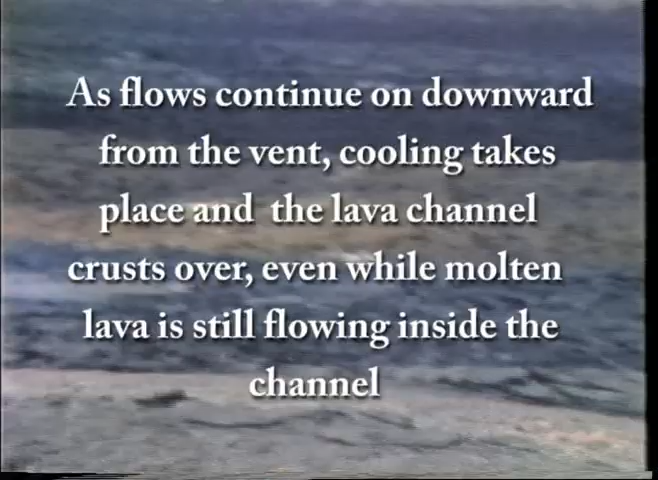 As flows continue on downward
from the vent, cooling takes
place and  the lava channel
crusts over, even while molten
lava is still flowing inside the
channel